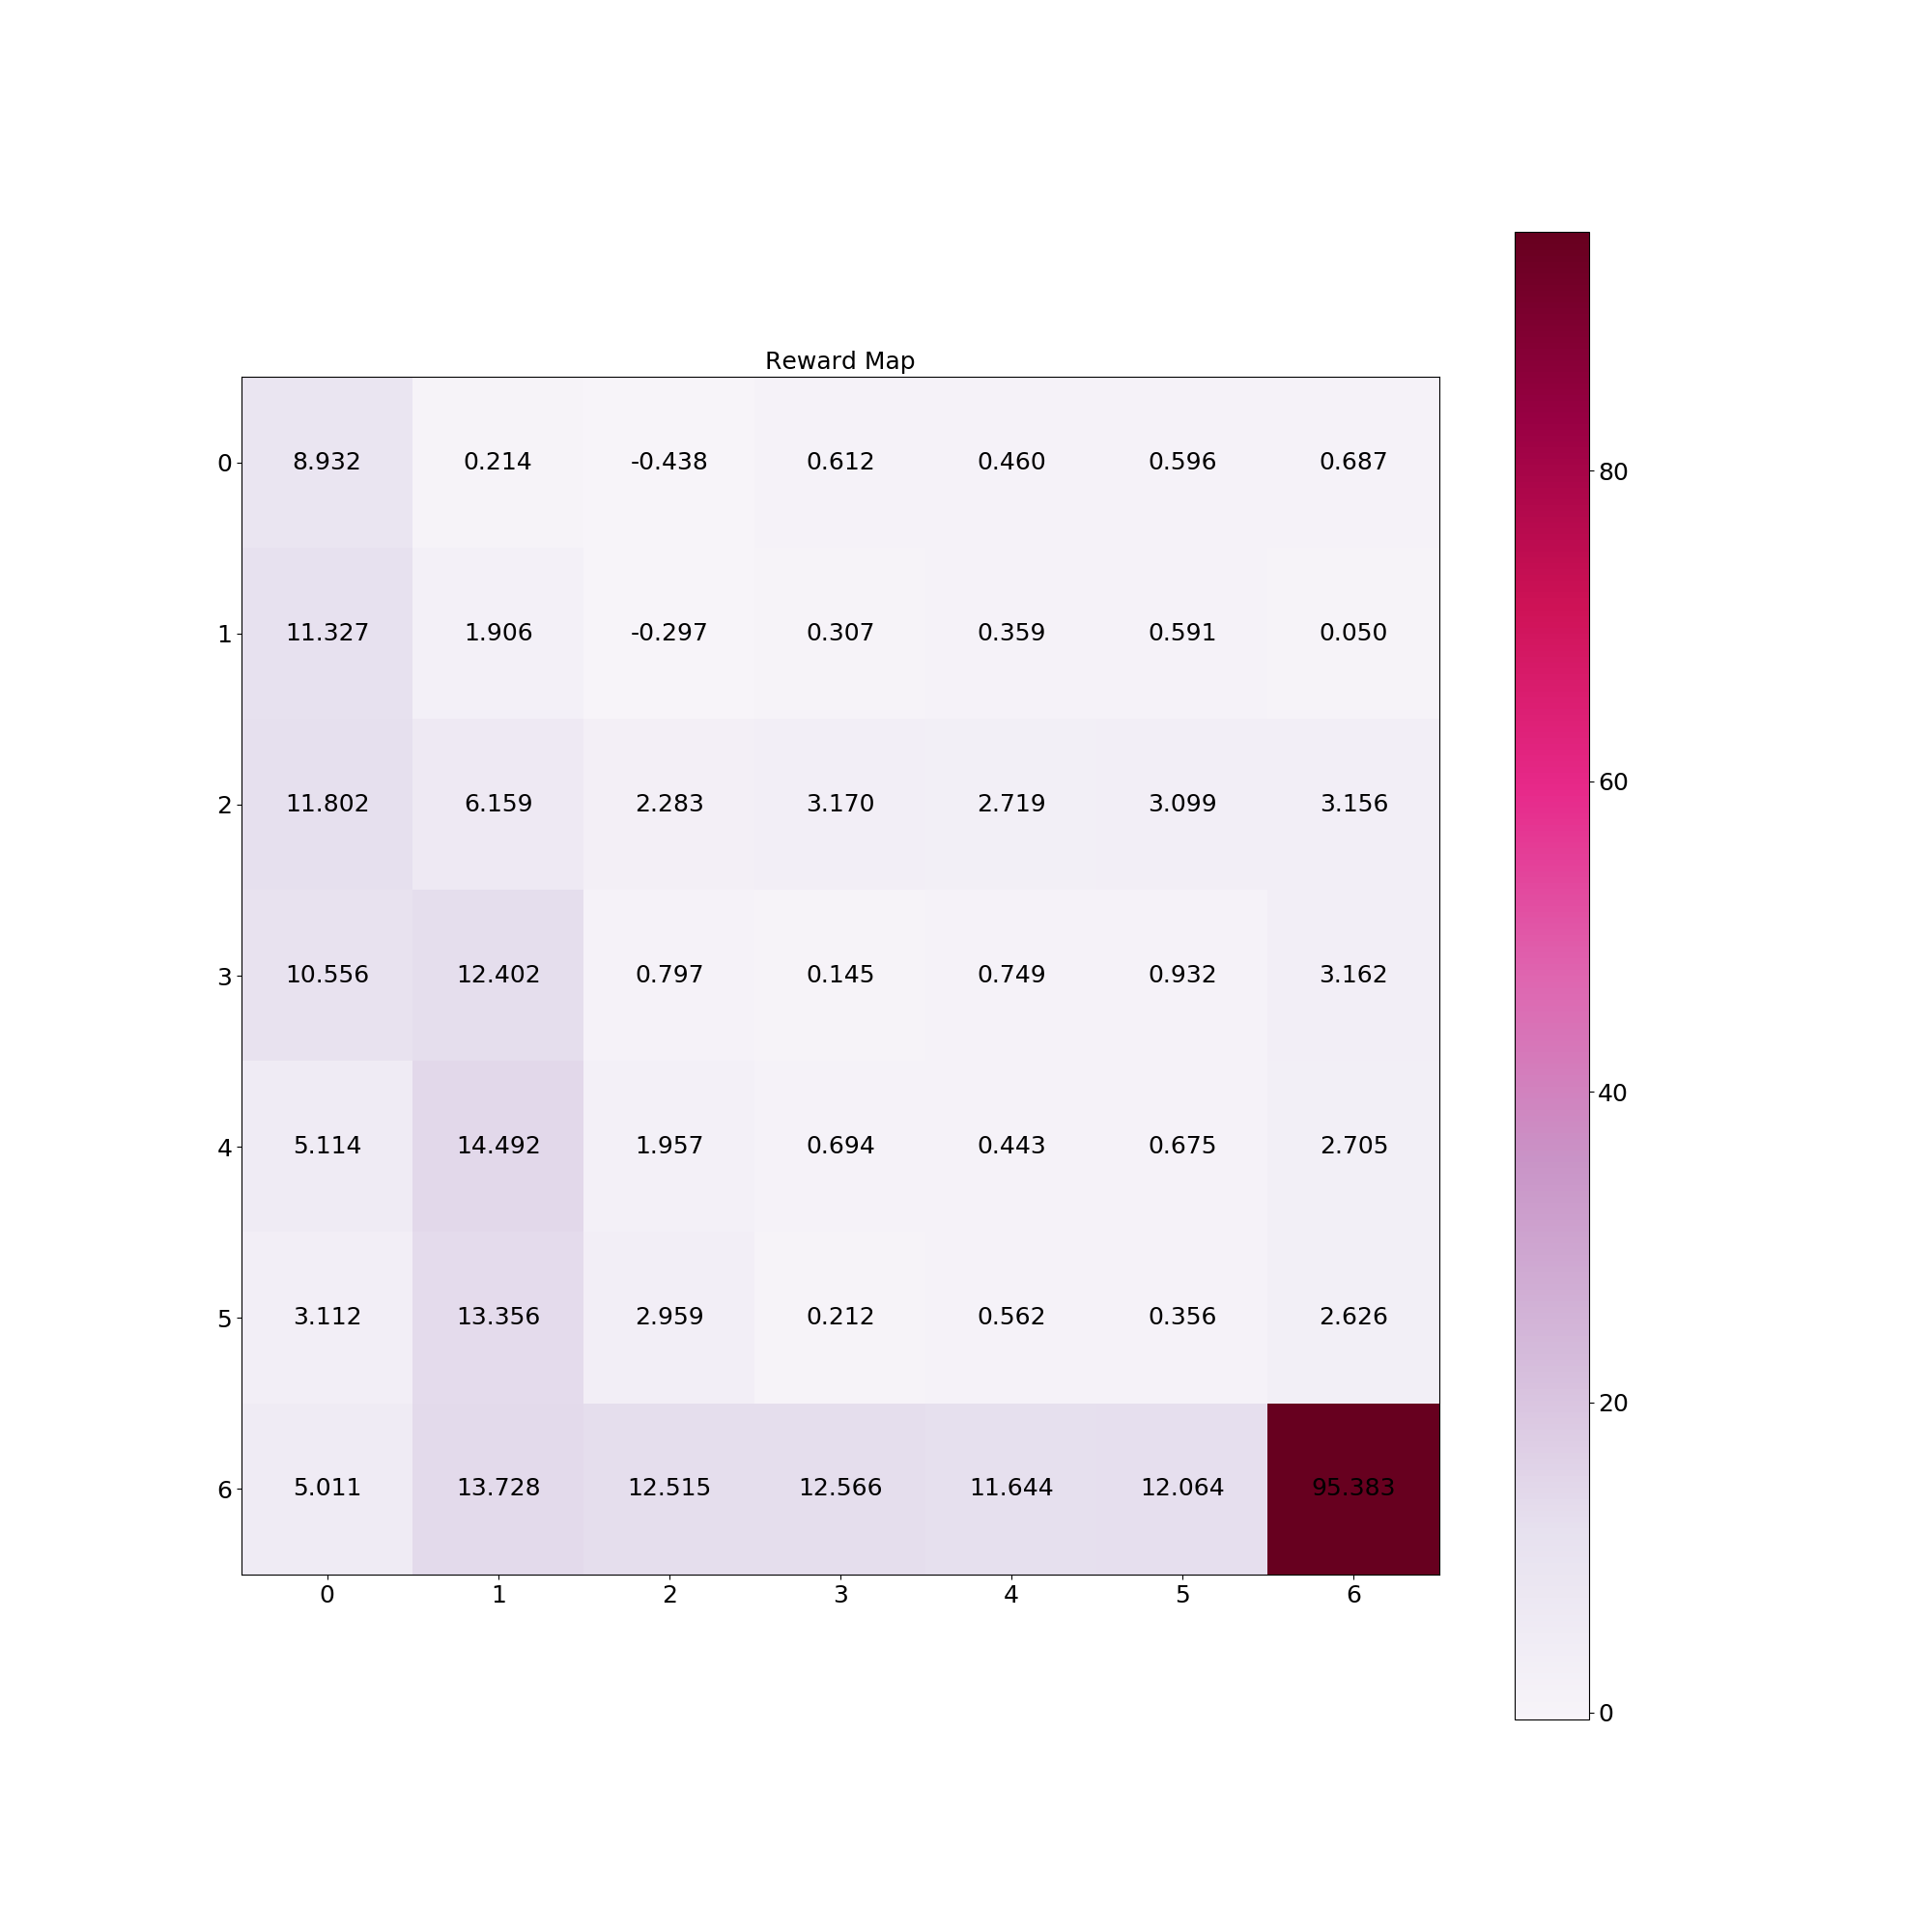 Reward Map
0 8.932 0.214 -0.438 0.612 0.460 0.596 0.687
80
1 11.327 1.906 -0.297 0.307 0.359 0.591 0.050
60
2 11.802 6.159 2.283 3.170 2.719 3.099 3.156
3 10.556 12.402 0.797 0.145 0.749 0.932 3.162
40
4 5.114 14.492 1.957 0.694 0.443 0.675 2.705
5 3.112 13.356 2.959 0.212 0.562 0.356 2.626
20
6 5.011 13.728 12.515 12.566 11.644 12.064 95.383
0 1 2 3 4 5 6
0